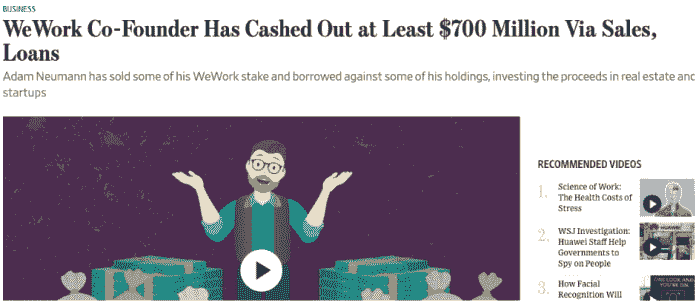 BUSINESS
WeWork Co-Founder Has Cashed Out at Least $700 Million Via Sales,
Loans
Adam Neumann has sold some of his WeWork stake and borrowed against some of his holdings, investing the proceeds in real estate and
startups
RECOMMENDED VIDEOS
1. Science of Work:
The Health Costs of
Stress
2. WSJ Investigation:
Huawei Staff Help
Governments to
Spy on People
3. How Facial
Recognition Will